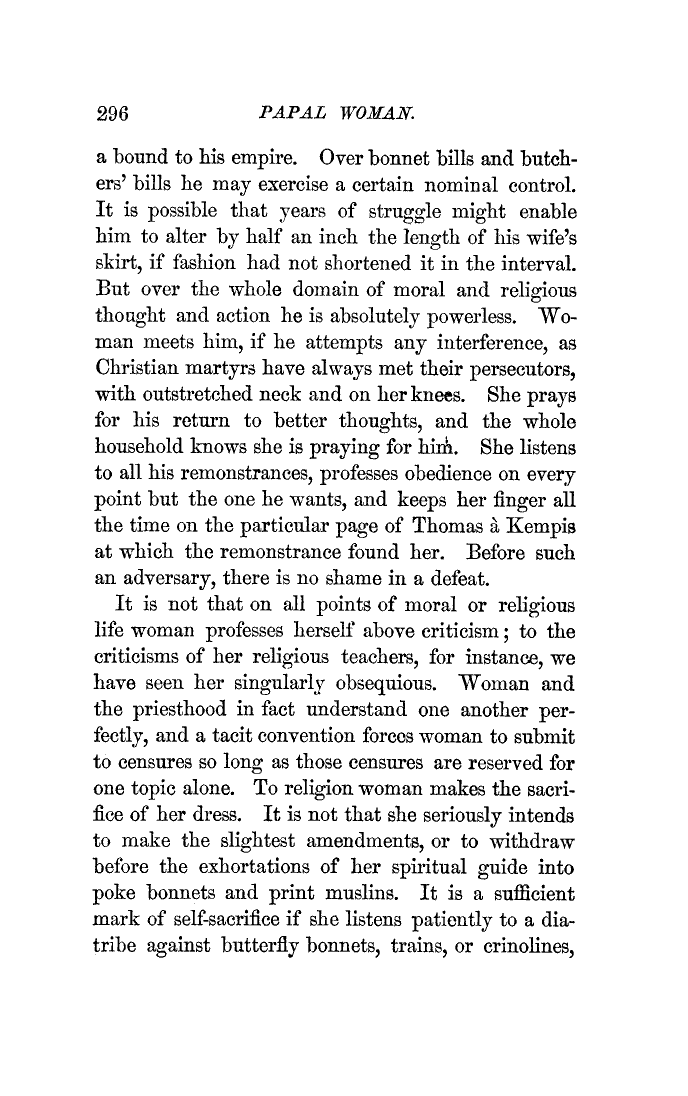 296 PAPAL WOMAN.
a bound to his empire. Over bonnet bills and butch-
ers' bills he may exercise a certain nominal control.
It is possible that years of struggle might enable
him to alter by half an inch the length of his wife's
skirt, if fashion had not shortened it in the interval.
But over the whole domain of moral and religious
thought and action he is absolutely powerless. Wo-
man meets him, if he attempts any interference, as
Christian martyrs have always met their persecutors,
with outstretched neck and on her knees. She prays
for his return to better thoughts, and the whole
household knows she is praying for him. She listens
to all his remonstrances, professes obedience on every
point but the one he wants, and keeps her finger all
the time on the particular page of Thomas à Kempis
at which the remonstrance found her. Before such
an adversary, there is no shame in a defeat.
It is not that on all points of moral or religious
life woman professes herself above criticism; to the
criticisms of her religious teachers, for instance, we
have seen her singularly obsequious. Woman and
the priesthood in fact understand one another per-
fectly, and a tacit convention forces woman to submit
to censures so long as those censures are reserved for
one topic alone. To religion woman makes the sacri-
fice of her dress. It is not that she seriously intends
to make the slightest amendments, or to withdraw
before the exhortations of her spiritual guide into
poke bonnets and print muslins. It is a sufficient
mark of self-sacrifice if she listens patiently to a dia-
tribe against butterfly bonnets, trains, or crinolines,